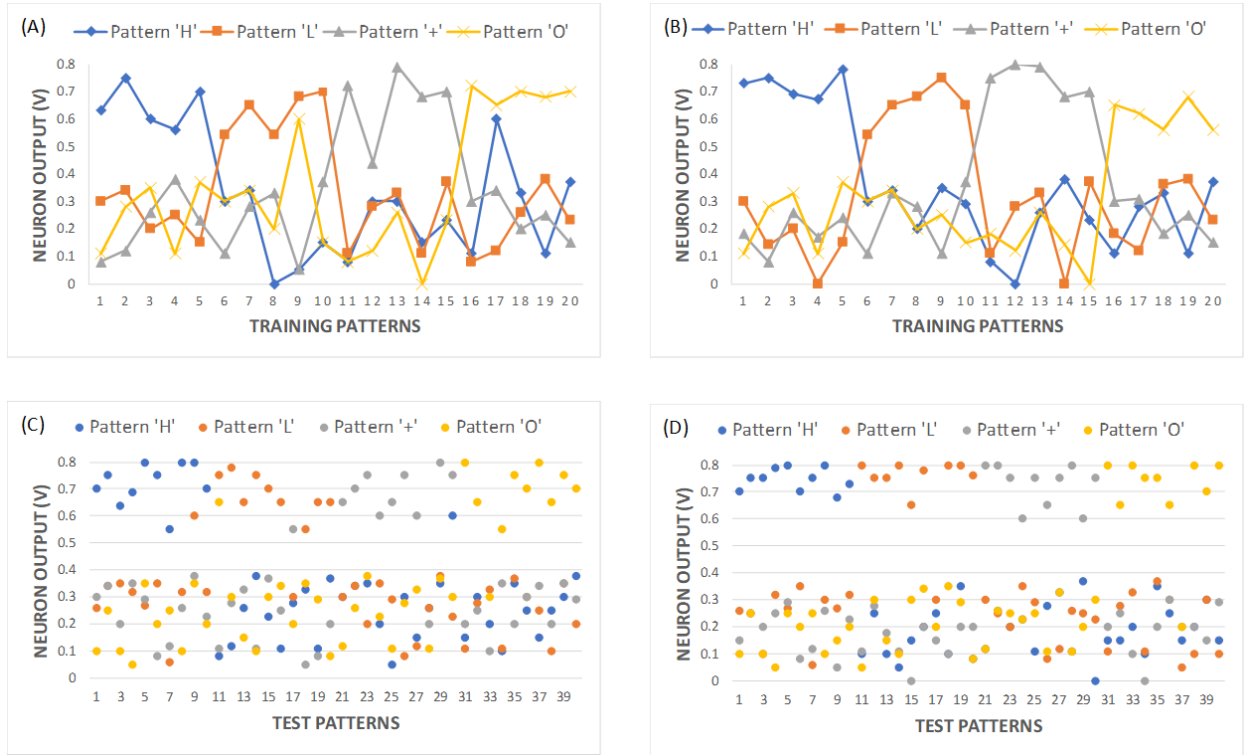 (A)
Pattern 'H' Pattern 'L' Pattern '+' Pattern 'O'
NEURON OUTPUT (V)
0.8
0.7
0.6
0.5
0.4
0.3
0.2
0.1
0
1 2 3 4 5 6 7 8 9 10 11 12 13 14 15 16 17 18 19 20
TRAINING PATTERNS
(B)
Pattern 'H' Pattern 'L' Pattern '+' Pattern 'O'
NEURON OUTPUT (V)
0.8
0.7
0.6
0.5
0.4
0.3
0.2
0.1
0
1 2 3 4 5 6 7 8 9 10 11 12 13 14 15 16 17 18 19 20
TRAINING PATTERNS
(C)
Pattern 'H' Pattern 'L' Pattern '+' Pattern 'O'
NEURON OUTPUT (V)
0.8
0.7
0.6
0.5
0.4
0.3
0.2
0.1
0
1 3 5 7 9 11 13 15 17 19 21 23 25 27 29 31 33 35 37 39
TEST PATTERNS
(D)
Pattern 'H' Pattern 'L' Pattern '+' Pattern 'O'
NEURON OUTPUT (V)
0.8
0.7
0.6
0.5
0.4
0.3
0.2
0.1
0
1 3 5 7 9 11 13 15 17 19 21 23 25 27 29 31 33 35 37 39
TEST PATTERNS